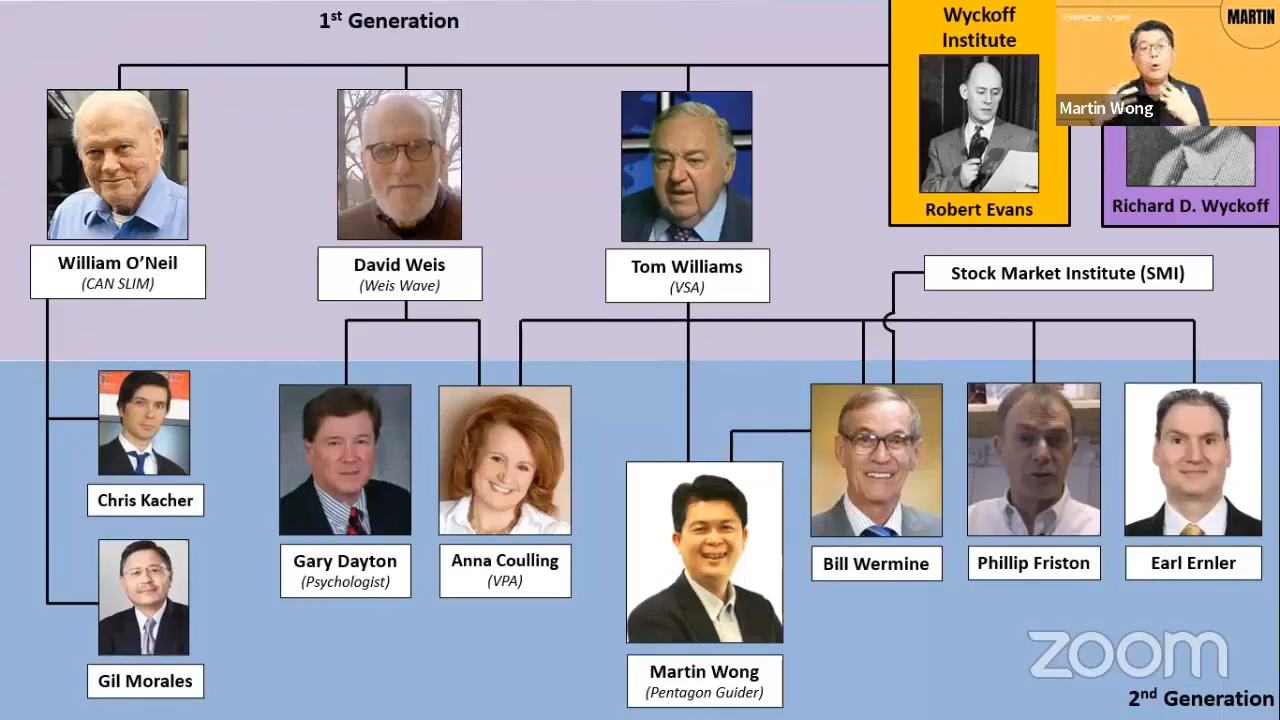 1st Generation
Wyckoff
Institute
TRADE VSA
MARTIN
Martin Wong
Robert Evans
Richard D. Wyckoff
William O'Neil
(CAN SLIM)
David Weis
(Weis Wave)
Tom Williams
(VSA)
Stock Market Institute (SMI)
Chris Kacher
Gary Dayton
(Psychologist)
Anna Coulling
(VPA)
Bill Wermine
Phillip Friston
Earl Ernler
Gil Morales
Martin Wong
(Pentagon Guider)
zoom
2nd Generation